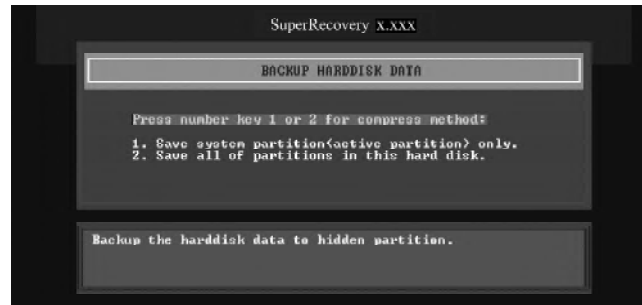 SuperRecovery X.XXX
BACKUP HARDDISK DATA
Press number key 1 or 2 for compress method:
1. Save system partition<active partition> only.
2. Save all of partitions in this hard disk.
Backup the harddisk data to hidden partition.